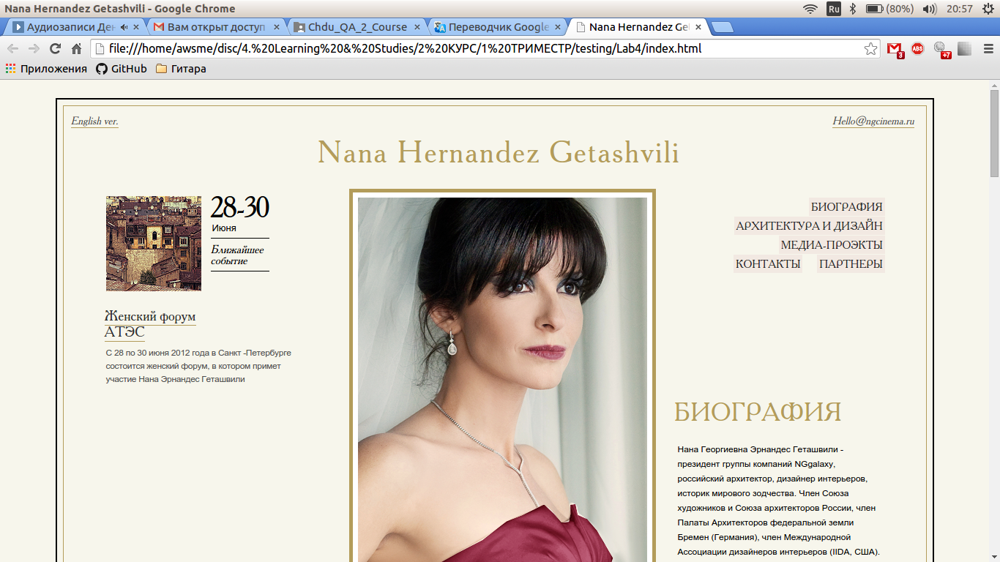 Nana Hernandez Getashvili - Google Chrome
Ru
(80%)
20:57
Аудиозаписи Ден
Вам открыт доступ
Chdu_QA_2_Course
Переводчик Google
Nana Hernandez Get
file:///home/awsme/disc/4.%20Learning%20&%20Studies/2%20КУРС/1%20ТРИМЕСТР/testing/Lab4/index.html
3
ABS
+7
Приложения
GitHub
Гитара
English ver.
Hello@ngcinema.ru
Nana Hernandez Getashvili
28-30
Июня
Ближайшее
событие
Женский форум
АТЭС
С 28 по 30 июня 2012 года в Санкт -Петербурге
состоится женский форум, в котором примет
участие Нана Эрнандес Геташвили
БИОГРАФИЯ
АРХИТЕКТУРА И ДИЗАЙН
МЕДИА-ПРОЭКТЫ
КОНТАКТЫ ПАРТНЕРЫ
БИОГРАФИЯ
Нана Георгиевна Эрнандес Геташвили -
президент группы компаний NGgalaxy,
российский архитектор, дизайнер интерьеров,
историк мирового зодчества. Член Союза
художников и Союза архитекторов России, член
Палаты Архитекторов федеральной земли
Бремен (Германия), член Международной
Ассоциации дизайнеров интерьеров (IIDA, США).